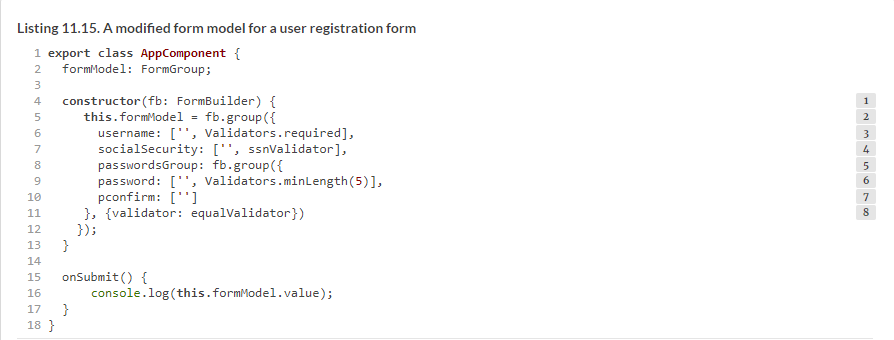 Listing 11.15. A modified form model for a user registration form
1 export class AppComponent {
2   formModel: FormGroup;
3
4   constructor(fb: FormBuilder) { 1
5      this.formModel = fb.group({ 2
6        username: ['', Validators.required], 3
7        socialSecurity: ['', ssnValidator], 4
8        passwordsGroup: fb.group({ 5
9        password: ['', Validators.minLength(5)], 6
10        pconfirm: [''] 7
11      }, {validator: equalValidator}) 8
12     });
13   }
14
15   onSubmit() {
16       console.log(this.formModel.value);
17   }
18 }